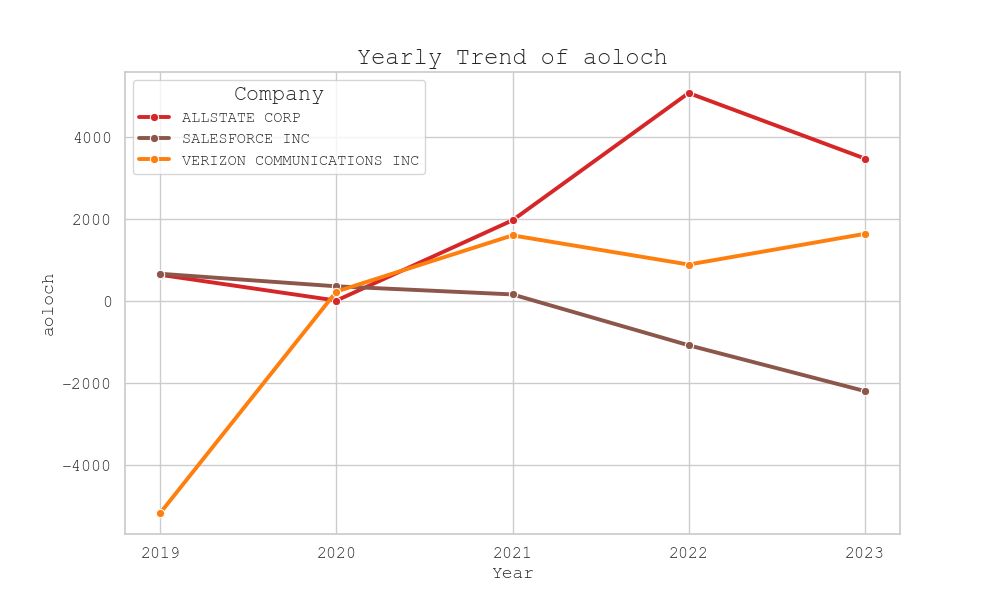 Yearly Trend of aoloch
Company
ALLSTATE CORP
SALESFORCE INC
VERIZON COMMUNICATIONS INC
aoloch
4000
2000
0
−2000
−4000
2019 2020 2021 2022 2023
Year